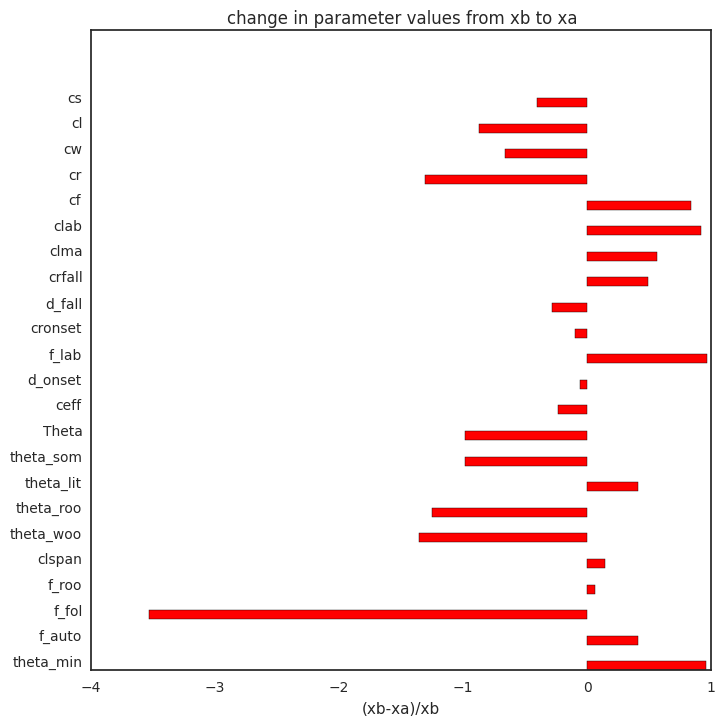 change in parameter values from xb to xa
cs
cl
cw
cr
cf
clab
clma
crfall
d_fall
cronset
f_lab
d_onset
ceff
Theta
theta_som
theta_lit
theta_roo
theta_woo
clspan
f_roo
f_fol
f_auto
theta_min
−4 −3 −2 −1 0 1
(xb-xa)/xb